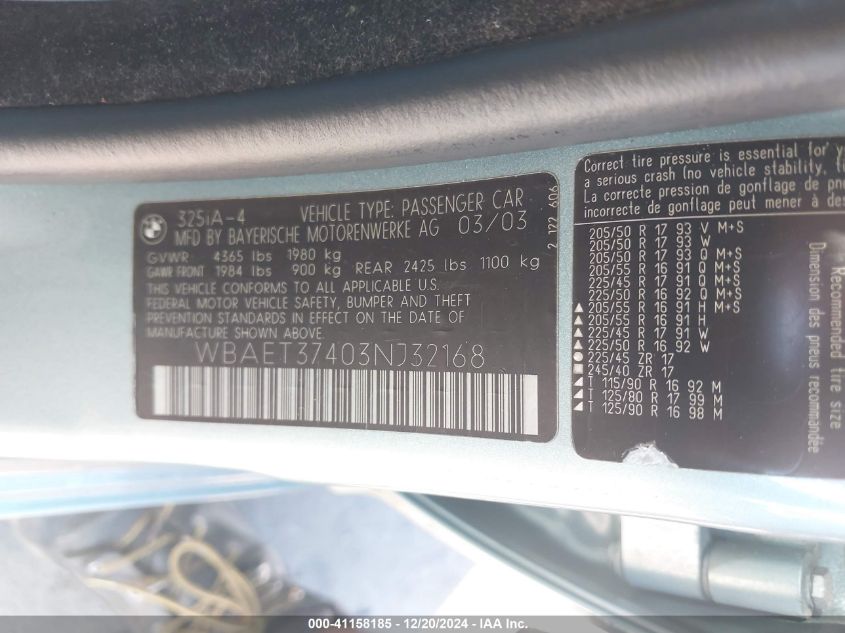 BMW
325iA-4 VEHICLE TYPE: PASSENGER CAR
MFD BY BAYERISCHE MOTORENWERKE AG 03/03
GVWR: 4365 lbs 1980 kg
GAWR FRONT 1984 lbs 900 kg REAR 2425 lbs 1100 kg
THIS VEHICLE CONFORMS TO ALL APPLICABLE U.S.
FEDERAL MOTOR VEHICLE SAFETY, BUMPER AND THEFT
PREVENTION STANDARDS IN EFFECT ON THE DATE OF
MANUFACTURE SHOWN ABOVE.
WBAET37403NJ32168
2 122 606
Correct tire pressure is essential for
a serious crash (no vehicle stability,
La correcte pression de gonflage de
incorrecte de gonflage peut mener à
205/50 R 17 93 V M+S
205/50 R 17 93 W
205/50 R 17 93 Q M+S
205/55 R 16 91 Q M+S
225/45 R 17 91 Q M+S
225/50 R 16 92 Q M+S
▲ 205/55 R 16 91 H M+S
▲ 205/55 R 16 91 H
▲ 225/45 R 17 91 W
▲ 225/50 R 16 92 W
● 225/45 ZR 17
■ 245/40 ZR 17
◢ T 115/90 R 16 92 M
◢ T 125/80 R 17 99 M
◢ T 125/90 R 16 98 M
Recommended tire
Dimension des pneus recommandée
000-41158185 - 12/20/2024 - IAAI Inc.